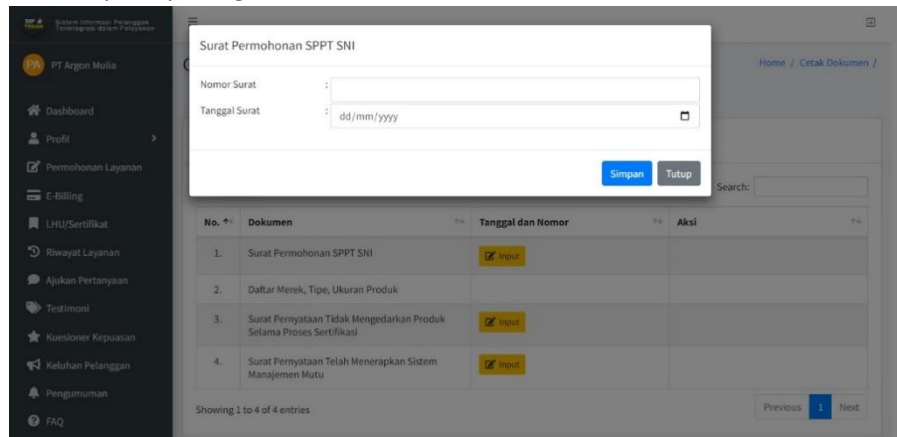 Sistem Informasi Pelanggan
Terintegrasi dalam Pelayanan
PA PT Argon Mulia
Dashboard
Profil
Permohonan Layanan
E-Billing
LHU/Sertifikat
Riwayat Layanan
Ajukan Pertanyaan
Testimoni
Kuesioner Kepuasan
Keluhan Pelanggan
Pengumuman
FAQ
Home / Cetak Dokumen /
Surat Permohonan SPPT SNI
Nomor Surat :
Tanggal Surat : dd/mm/yyyy
Simpan Tutup
Search:
No. Dokumen Tanggal dan Nomor Aksi
1. Surat Permohonan SPPT SNI Input
2. Daftar Merek, Tipe, Ukuran Produk
3. Surat Pernyataan Tidak Mengedarkan Produk Input
Selama Proses Sertifikasi
4. Surat Pernyataan Telah Menerapkan Sistem Input
Manajemen Mutu
Showing 1 to 4 of 4 entries
Previous 1 Next